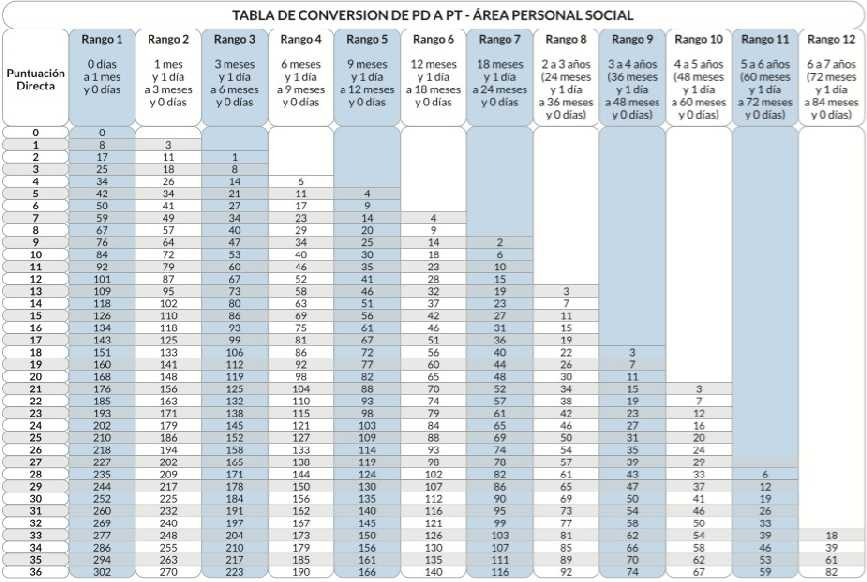 TABLA DE CONVERSION DE PD A PT - ÁREA PERSONAL SOCIAL
Puntuación Directa | Rango 1 | Rango 2 | Rango 3 | Rango 4 | Rango 5 | Rango 6 | Rango 7 | Rango 8 | Rango 9 | Rango 10 | Rango 11 | Rango 12
0 días | 1 mes | 3 meses | 6 meses | 9 meses | 12 meses | 18 meses | 2 a 3 años | 3 a 4 años | 4 a 5 años | 5 a 6 años | 6 a 7 años
a 1 mes | y 1 día | y 1 día | y 1 día | y 1 día | y 1 día | y 1 día | (24 meses | (36 meses | (48 meses | (60 meses | (72 meses
y 0 días | a 3 meses | a 6 meses | a 9 meses | a 12 meses | a 18 meses | a 24 meses | y 1 día | y 1 día | y 1 día | y 1 día | y 1 día
y 0 días | y 0 días | y 0 días | y 0 días | y 0 días | y 0 días | a 36 meses | a 48 meses | a 60 meses | a 72 meses | a 84 meses
y 0 días) | y 0 días) | y 0 días) | y 0 días) | y 0 días)
0 0
1 8 3
2 17 11 1
3 25 18 8
4 34 26 14 5
5 42 34 21 11 4
6 50 41 27 17 9
7 59 49 34 23 14 4
8 67 57 40 29 20 9
9 76 64 47 34 25 14 2
10 84 72 53 40 30 18 6
11 92 79 60 46 35 23 10
12 101 87 67 52 41 28 15
13 109 95 73 58 46 32 19 3
14 118 102 80 63 51 37 23 7
15 126 110 86 69 56 42 27 11
16 134 118 93 75 61 46 31 15
17 143 125 99 81 67 51 36 19
18 151 133 106 86 72 56 40 22 3
19 160 141 112 92 77 60 44 26 7
20 168 148 119 98 82 65 48 30 11
21 176 156 125 104 88 70 52 34 15 3
22 185 163 132 110 93 74 57 38 19 7
23 193 171 138 115 98 79 61 42 23 12
24 202 179 145 121 103 84 65 46 27 16
25 210 186 152 127 109 88 69 50 31 20
26 218 194 158 133 114 93 74 54 35 24
27 227 202 165 138 119 98 78 57 39 29
28 235 209 171 144 124 102 82 61 43 33 6
29 244 217 178 150 130 107 86 65 47 37 12
30 252 225 184 156 135 112 90 69 50 41 19
31 260 232 191 162 140 116 95 73 54 46 26
32 269 240 197 167 145 121 99 77 58 50 33
33 277 248 204 173 150 126 103 81 62 54 39 18
34 286 255 210 179 156 130 107 85 66 58 46 39
35 294 263 217 185 161 135 111 89 70 62 53 61
36 302 270 223 190 166 140 116 92 74 67 59 82